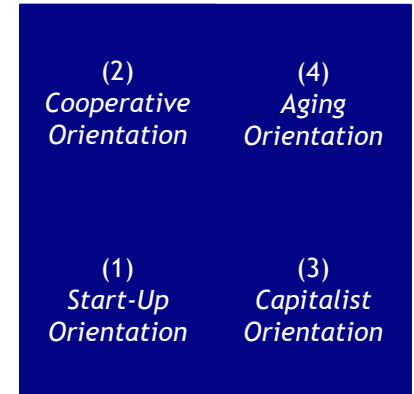 (2)
Cooperative
Orientation
(4)
Aging
Orientation
(1)
Start-Up
Orientation
(3)
Capitalist
Orientation